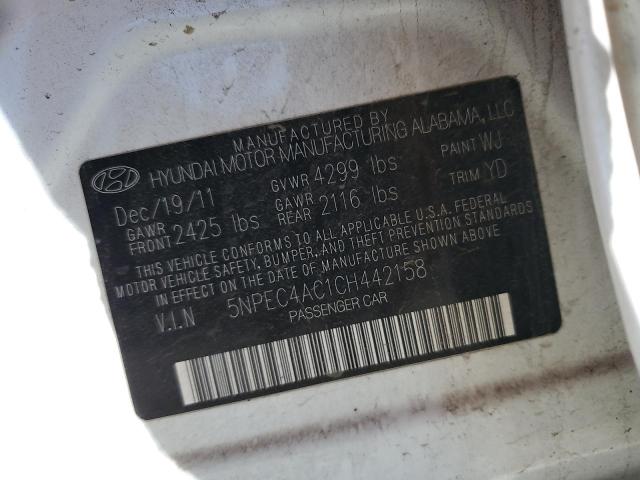 MANUFACTURED BY
HYUNDAI MOTOR MANUFACTURING ALABAMA, LLC
Dec/19/11 GVWR 4299 lbs PAINT WJ
GAWR FRONT 2425 lbs GAWR REAR 2116 lbs TRIM YD
THIS VEHICLE CONFORMS TO ALL APPLICABLE U.S.A. FEDERAL
MOTOR VEHICLE SAFETY, BUMPER, AND THEFT PREVENTION STANDARDS
IN EFFECT ON THE DATE OF MANUFACTURE SHOWN ABOVE
V.I.N 5NPEC4AC1CH442158
PASSENGER CAR